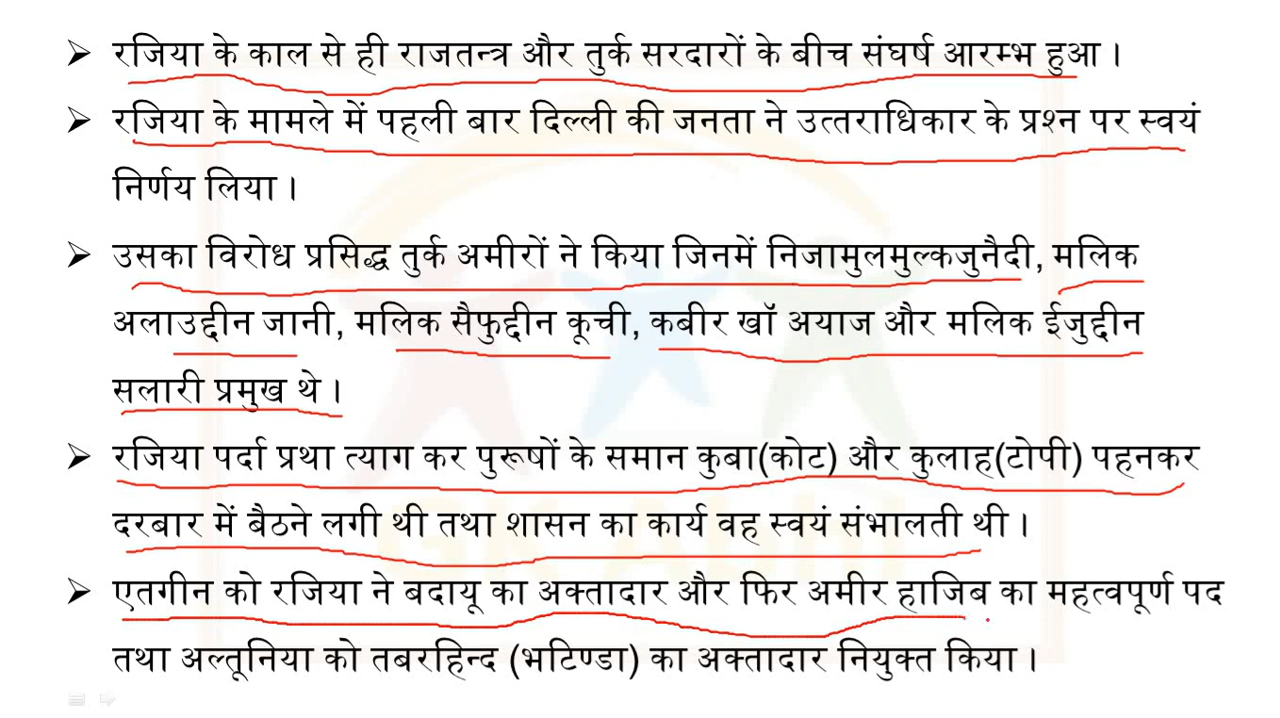 ➤ रजिया के काल से ही राजतन्त्र और तुर्क सरदारों के बीच संघर्ष आरम्भ हुआ ।
➤ रजिया के मामले में पहली बार दिल्ली की जनता ने उत्तराधिकार के प्रश्न पर स्वयं
निर्णय लिया ।
➤ उसका विरोध प्रसिद्ध तुर्क अमीरों ने किया जिनमें निजामुलमुल्कजुनैदी, मलिक
अलाउद्दीन जानी, मलिक सैफुद्दीन कूची, कबीर खॉ अयाज और मलिक ईजुद्दीन
सलारी प्रमुख थे ।
➤ रजिया पर्दा प्रथा त्याग कर पुरूषों के समान कुबा(कोट) और कुलाह(टोपी) पहनकर
दरबार में बैठने लगी थी तथा शासन का कार्य वह स्वयं संभालती थी ।
➤ एतगीन को रजिया ने बदायू का अक्तादार और फिर अमीर हाजिब का महत्वपूर्ण पद
तथा अल्तूनिया को तबरहिन्द (भटिण्डा) का अक्तादार नियुक्त किया ।